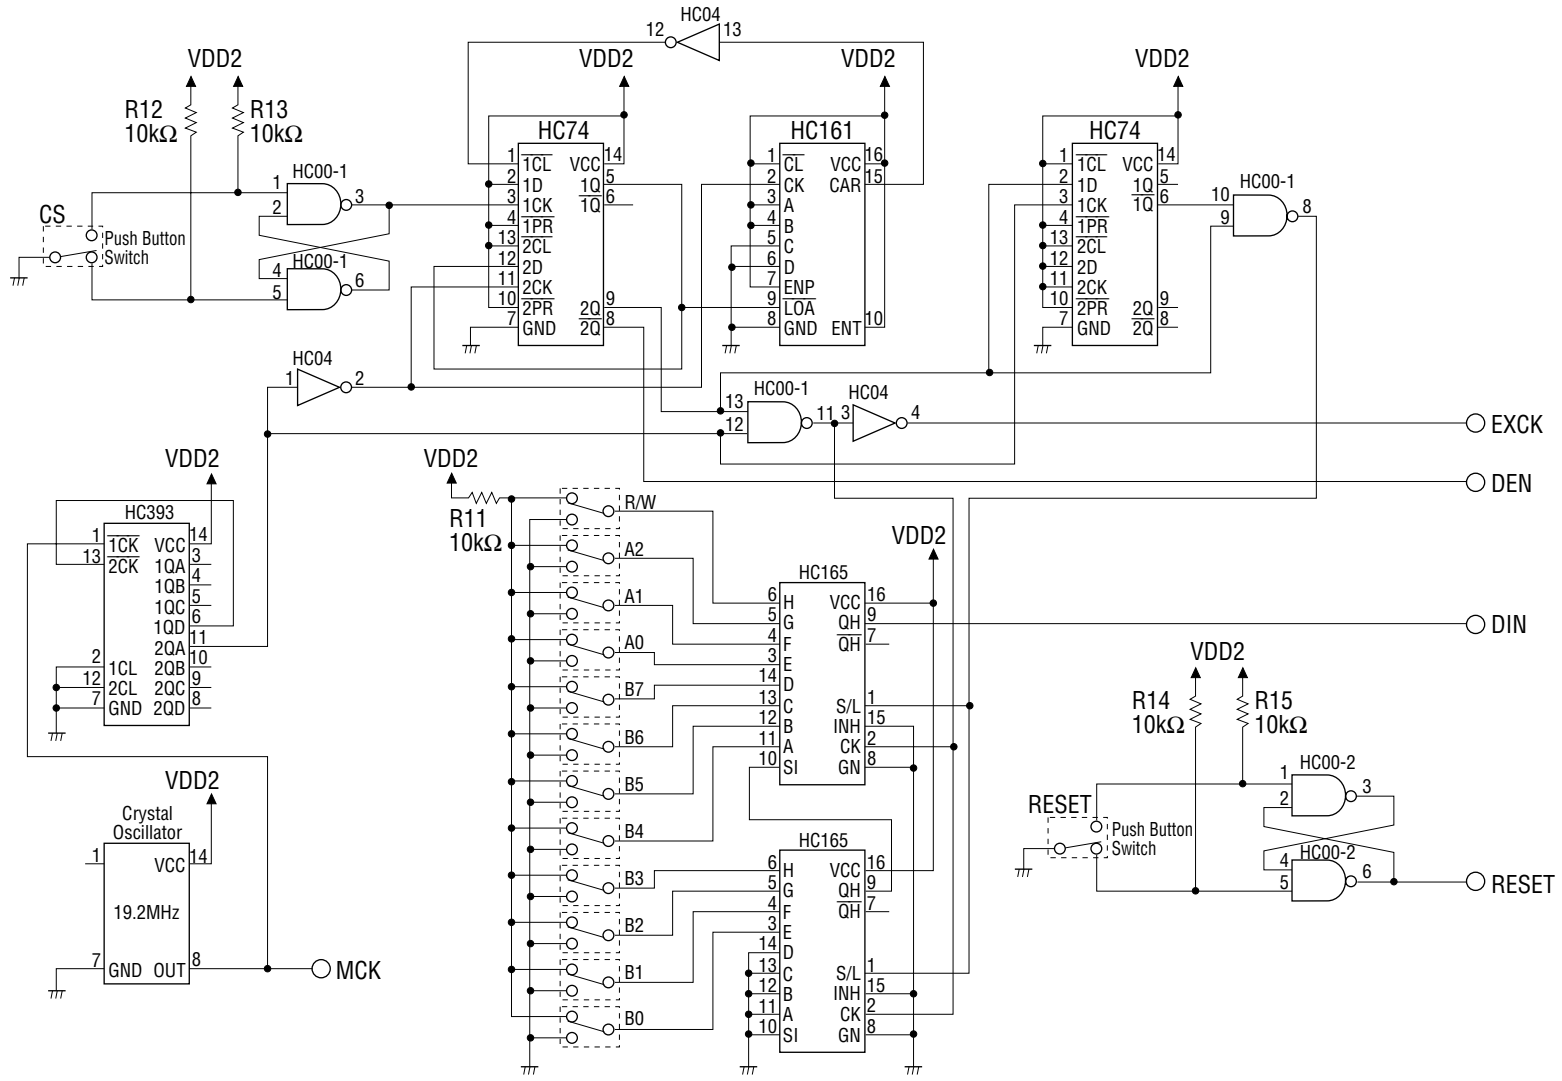 HC04
12
13
VDD2
VDD2
VDD2
VDD2
R12
10kΩ
R13
10kΩ
HC00-1
1
2
3
HC00-1
4
5
6
CS
Push Button
Switch
HC74
1 1CL VCC 14
2 1D 1Q 5
3 1CK 1Q 6
4 1PR
13 2CL
12 2D
11 2CK
10 2PR 2Q 9
7 GND 2Q 8
HC161
1 CL VCC 16
2 CK CAR 15
3 A
4 B
5 C
6 D
7 ENP
9 LOA
8 GND ENT 10
HC74
1 1CL VCC 14
2 1D 1Q 5
3 1CK 1Q 6
4 1PR
13 2CL
12 2D
11 2CK
10 2PR 2Q 9
7 GND 2Q 8
HC00-1
10
9
8
HC04
1
2
HC00-1
13
12
11
HC04
3
4
EXCK
DEN
DIN
VDD2
HC393
1 1CK VCC 14
13 2CK 1QA 3
1QB 4
1QC 5
1QD 6
2QA 11
2 1CL 2QB 10
12 2CL 2QC 9
7 GND 2QD 8
VDD2
Crystal
Oscillator
1 VCC 14
19.2MHz
7 GND OUT 8
MCK
VDD2
R11
10kΩ
R/W
A2
A1
A0
B7
B6
B5
B4
B3
B2
B1
B0
VDD2
HC165
6 H VCC 16
5 G QH 9
4 F QH 7
3 E
14 D
13 C S/L 1
12 B INH 15
11 A CK 2
10 SI GN 8
HC165
6 H VCC 16
5 G QH 9
4 F QH 7
3 E
14 D
13 C S/L 1
12 B INH 15
11 A CK 2
10 SI GN 8
VDD2
R14
10kΩ
R15
10kΩ
HC00-2
1
2
3
HC00-2
4
5
6
RESET
Push Button
Switch
RESET